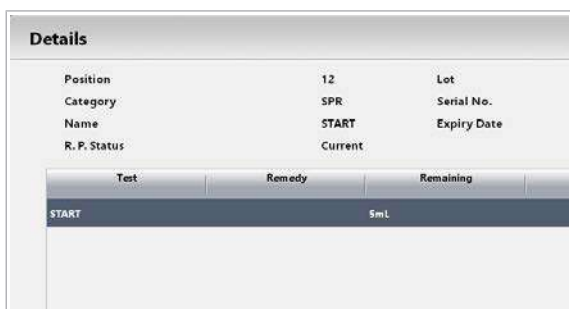 Details
Position 12 Lot
Category SPR Serial No.
Name START Expiry Date
R. P. Status Current
Test Remedy Remaining
START 5mL